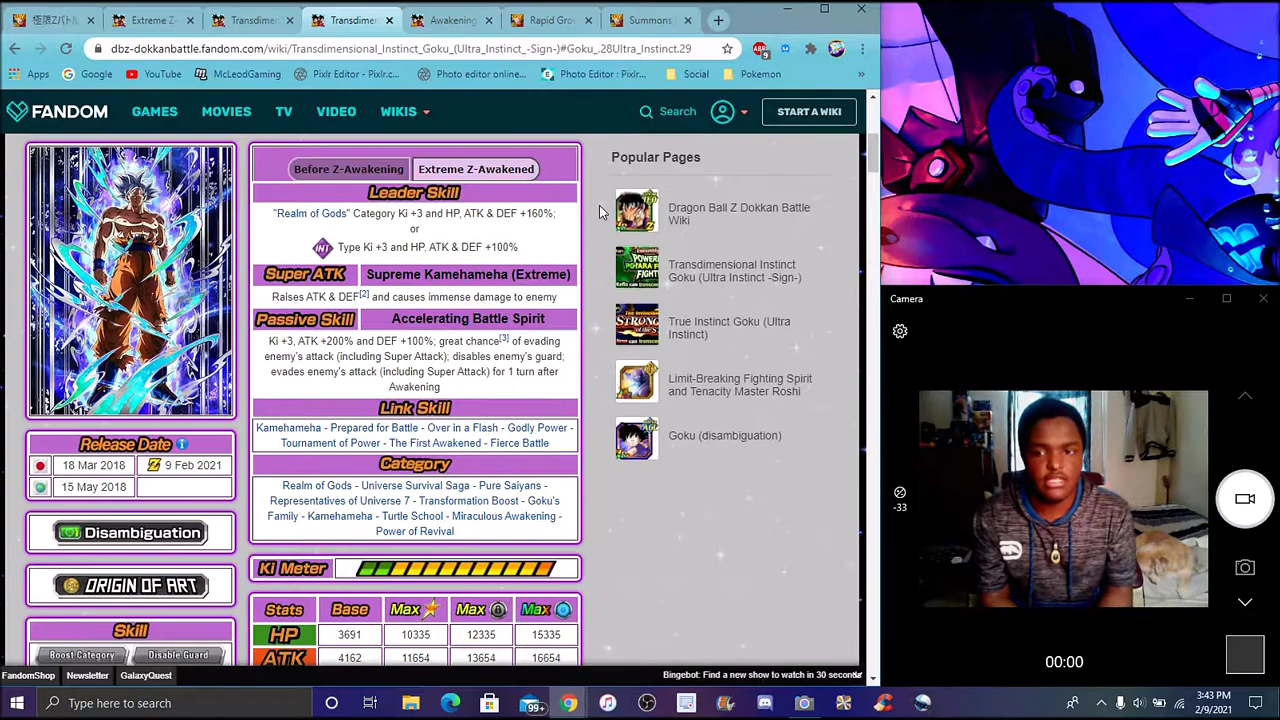 極限Zバトル
Extreme Z-
Transdimen
Transdimen
Awakening
Rapid Grow
Summons
dbz-dokkanbattle.fandom.com/wiki/Transdimensional_Instinct_Goku_(Ultra_Instinct_-Sign-)#Goku_.28Ultra_Instinct.29
Apps Google YouTube McLeodGaming Pixlr Editor - Pixlr.c... Photo editor online... Photo Editor : Pixlr... Social Pokemon
FANDOM GAMES MOVIES TV VIDEO WIKIS Search START A WIKI
Before Z-Awakening Extreme Z-Awakened
Leader Skill
"Realm of Gods" Category Ki +3 and HP, ATK & DEF +160%;
or
INT Type Ki +3 and HP, ATK & DEF +100%
Super ATK Supreme Kamehameha (Extreme)
Raises ATK & DEF[2] and causes immense damage to enemy
Passive Skill Accelerating Battle Spirit
Ki +3, ATK +200% and DEF +100%; great chance[3] of evading
enemy's attack (including Super Attack); disables enemy's guard;
evades enemy's attack (including Super Attack) for 1 turn after
Awakening
Link Skill
Kamehameha - Prepared for Battle - Over in a Flash - Godly Power -
Tournament of Power - The First Awakened - Fierce Battle
Category
Realm of Gods - Universe Survival Saga - Pure Saiyans -
Representatives of Universe 7 - Transformation Boost - Goku's
Family - Kamehameha - Turtle School - Miraculous Awakening -
Power of Revival
Ki Meter
Stats Base Max Max Max
HP 3691 10335 12335 15335
ATK 4162 11654 13654 16654
Release Date
18 Mar 2018 Z 9 Feb 2021
15 May 2018
Disambiguation
ORIGIN OF ART
Skill
Boost Category Disable Guard
Popular Pages
Dragon Ball Z Dokkan Battle
Wiki
Transdimensional Instinct
Goku (Ultra Instinct -Sign-)
True Instinct Goku (Ultra
Instinct)
Limit-Breaking Fighting Spirit
and Tenacity Master Roshi
Goku (disambiguation)
FandomShop Newsletter GalaxyQuest
Bingebot: Find a new show to watch in 30 seconds
Camera
-33
00:00
Type here to search
99+
3:43 PM
2/9/2021